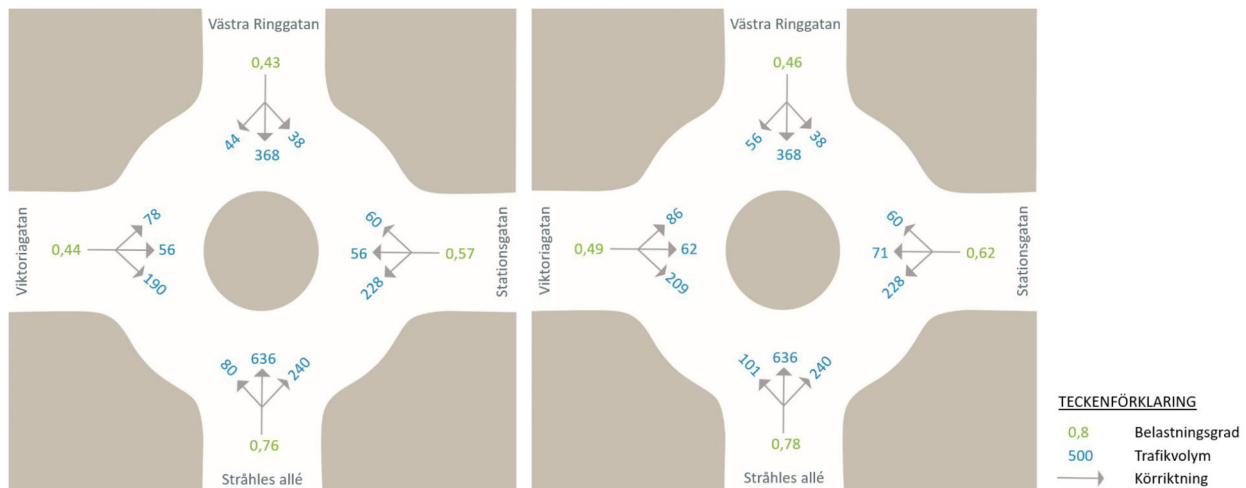 Västra Ringgatan
0,43
44
368
38
Viktoriagatan
0,44
78
56
190
60
56
228
0,57
Stationsgatan
80
636
240
0,76
Stråhles allé
Västra Ringgatan
0,46
56
368
38
Viktoriagatan
0,49
86
62
209
60
71
228
0,62
Stationsgatan
101
636
240
0,78
Stråhles allé
TECKENFÖRKLARING
0,8 Belastningsgrad
500 Trafikvolym
Körriktning